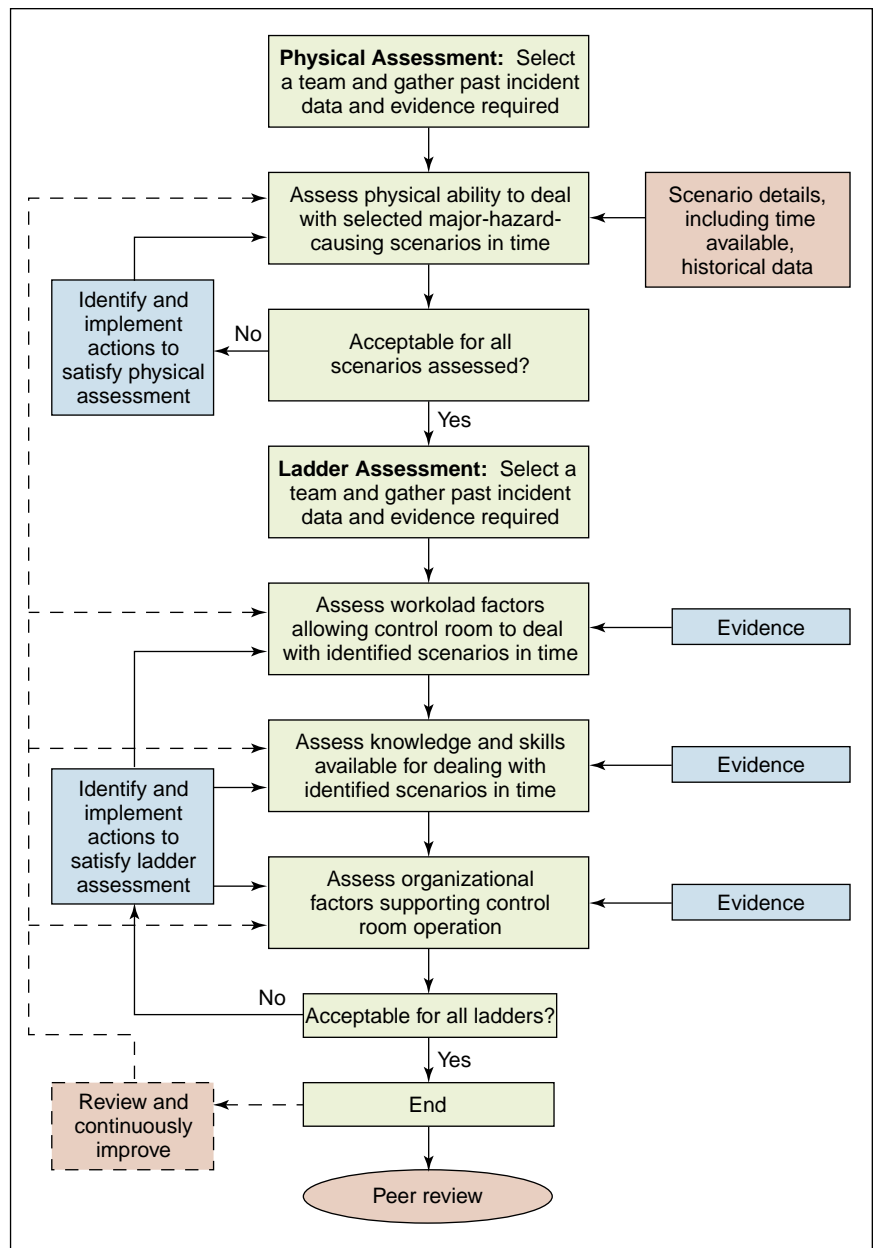 Physical Assessment: Select
a team and gather past incident
data and evidence required
Assess physical ability to deal
with selected major-hazard-
causing scenarios in time
Scenario details,
including time
available,
historical data
Identify and
implement
actions to
satisfy physical
assessment
No
Acceptable for all
scenarios assessed?
Yes
Ladder Assessment: Select a
team and gather past incident
data and evidence required
Assess workolad factors
allowing control room to deal
with identified scenarios in time
Evidence
Assess knowledge and skills
available for dealing with
identified scenarios in time
Evidence
Identify and
implement
actions to
satisfy ladder
assessment
Assess organizational
factors supporting control
room operation
Evidence
No
Acceptable for all ladders?
Yes
Review and
continuously
improve
End
Peer review